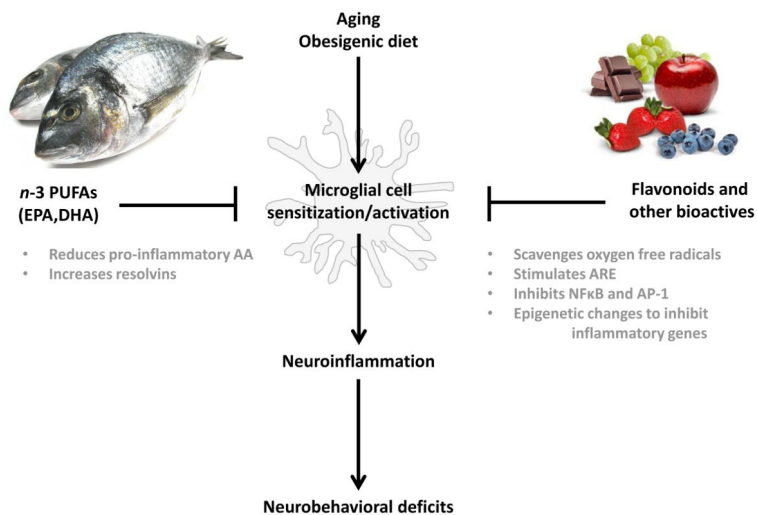 Aging
Obesigenic diet
n-3 PUFAs
(EPA,DHA)
• Reduces pro-inflammatory AA
• Increases resolvins
Microglial cell
sensitization/activation
Flavonoids and
other bioactives
• Scavenges oxygen free radicals
• Stimulates ARE
• Inhibits NFκB and AP-1
• Epigenetic changes to inhibit
inflammatory genes
Neuroinflammation
Neurobehavioral deficits